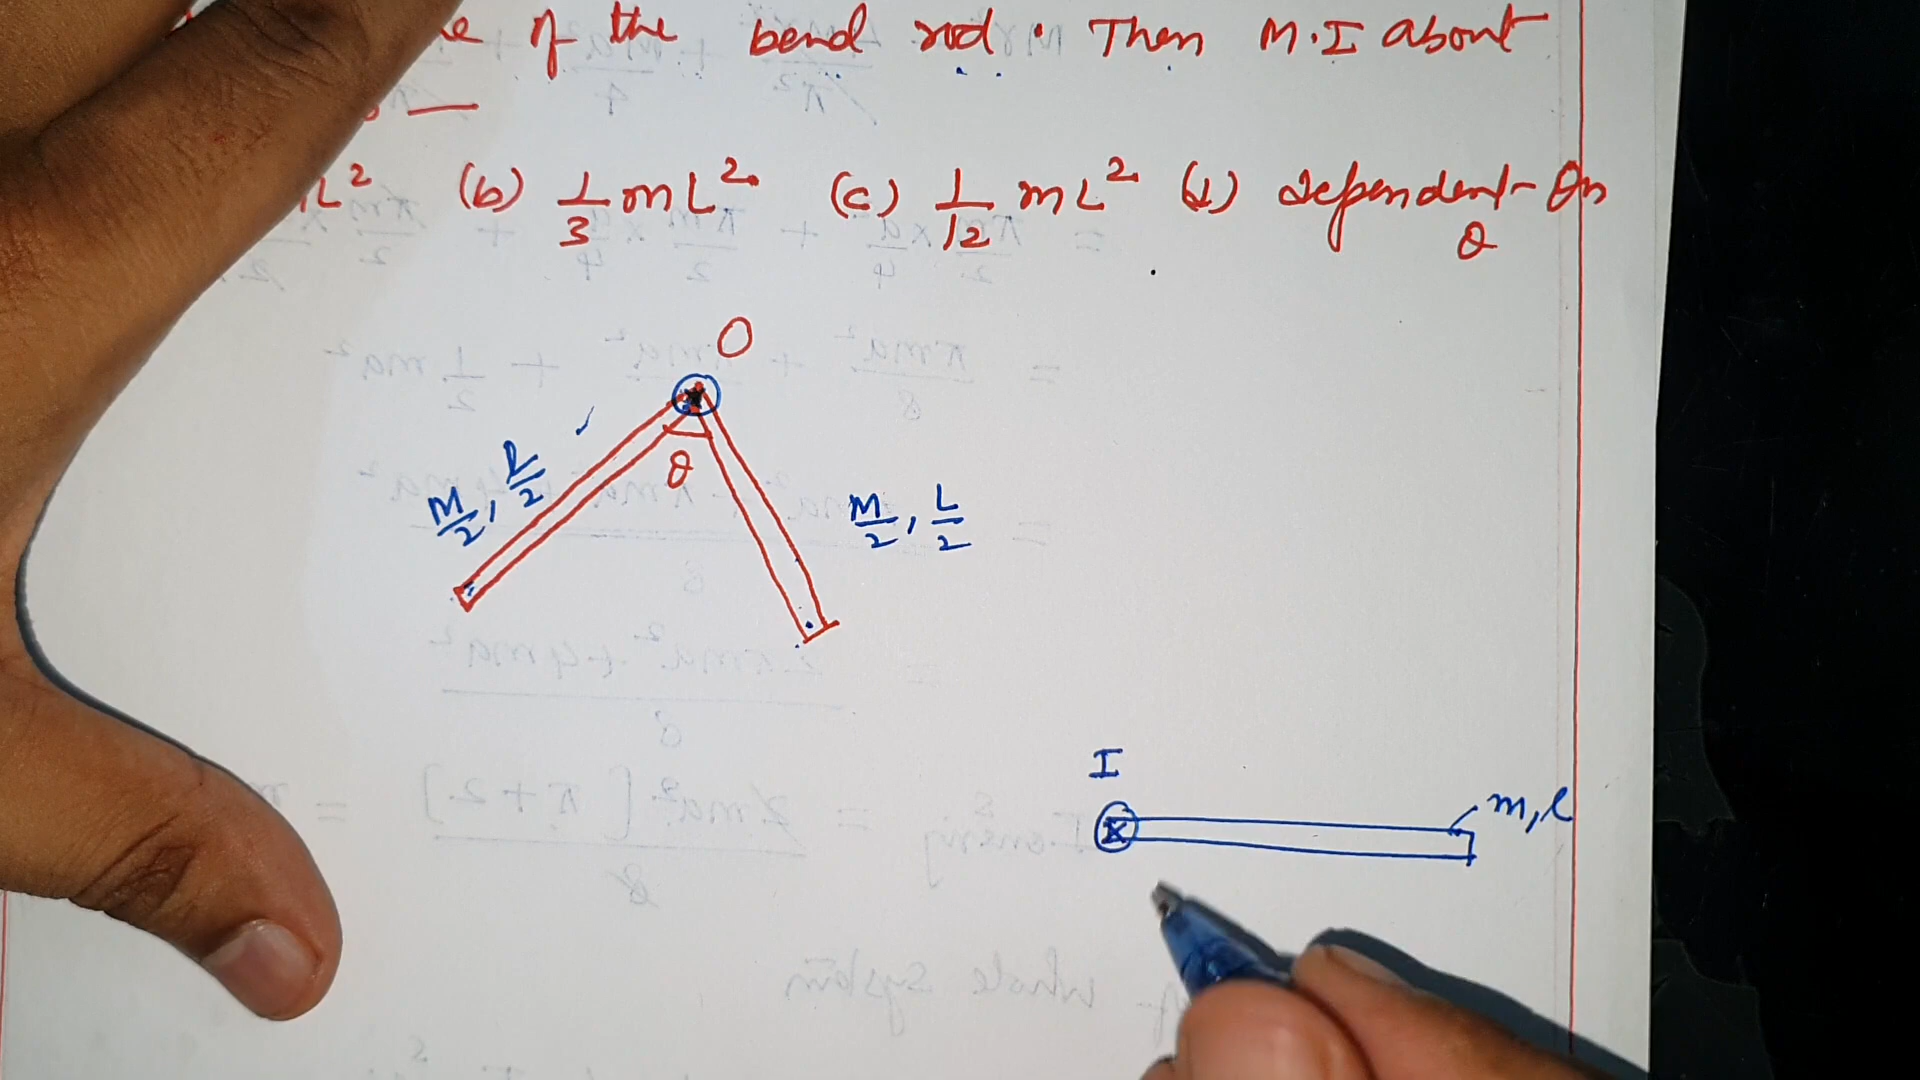 of the bend rod. Then M.I about
L² (b) 1/3 mL² (c) 1/12 mL² (d) dependent on
θ
O
θ
M/2, L/2
M/2, L/2
I
m, l